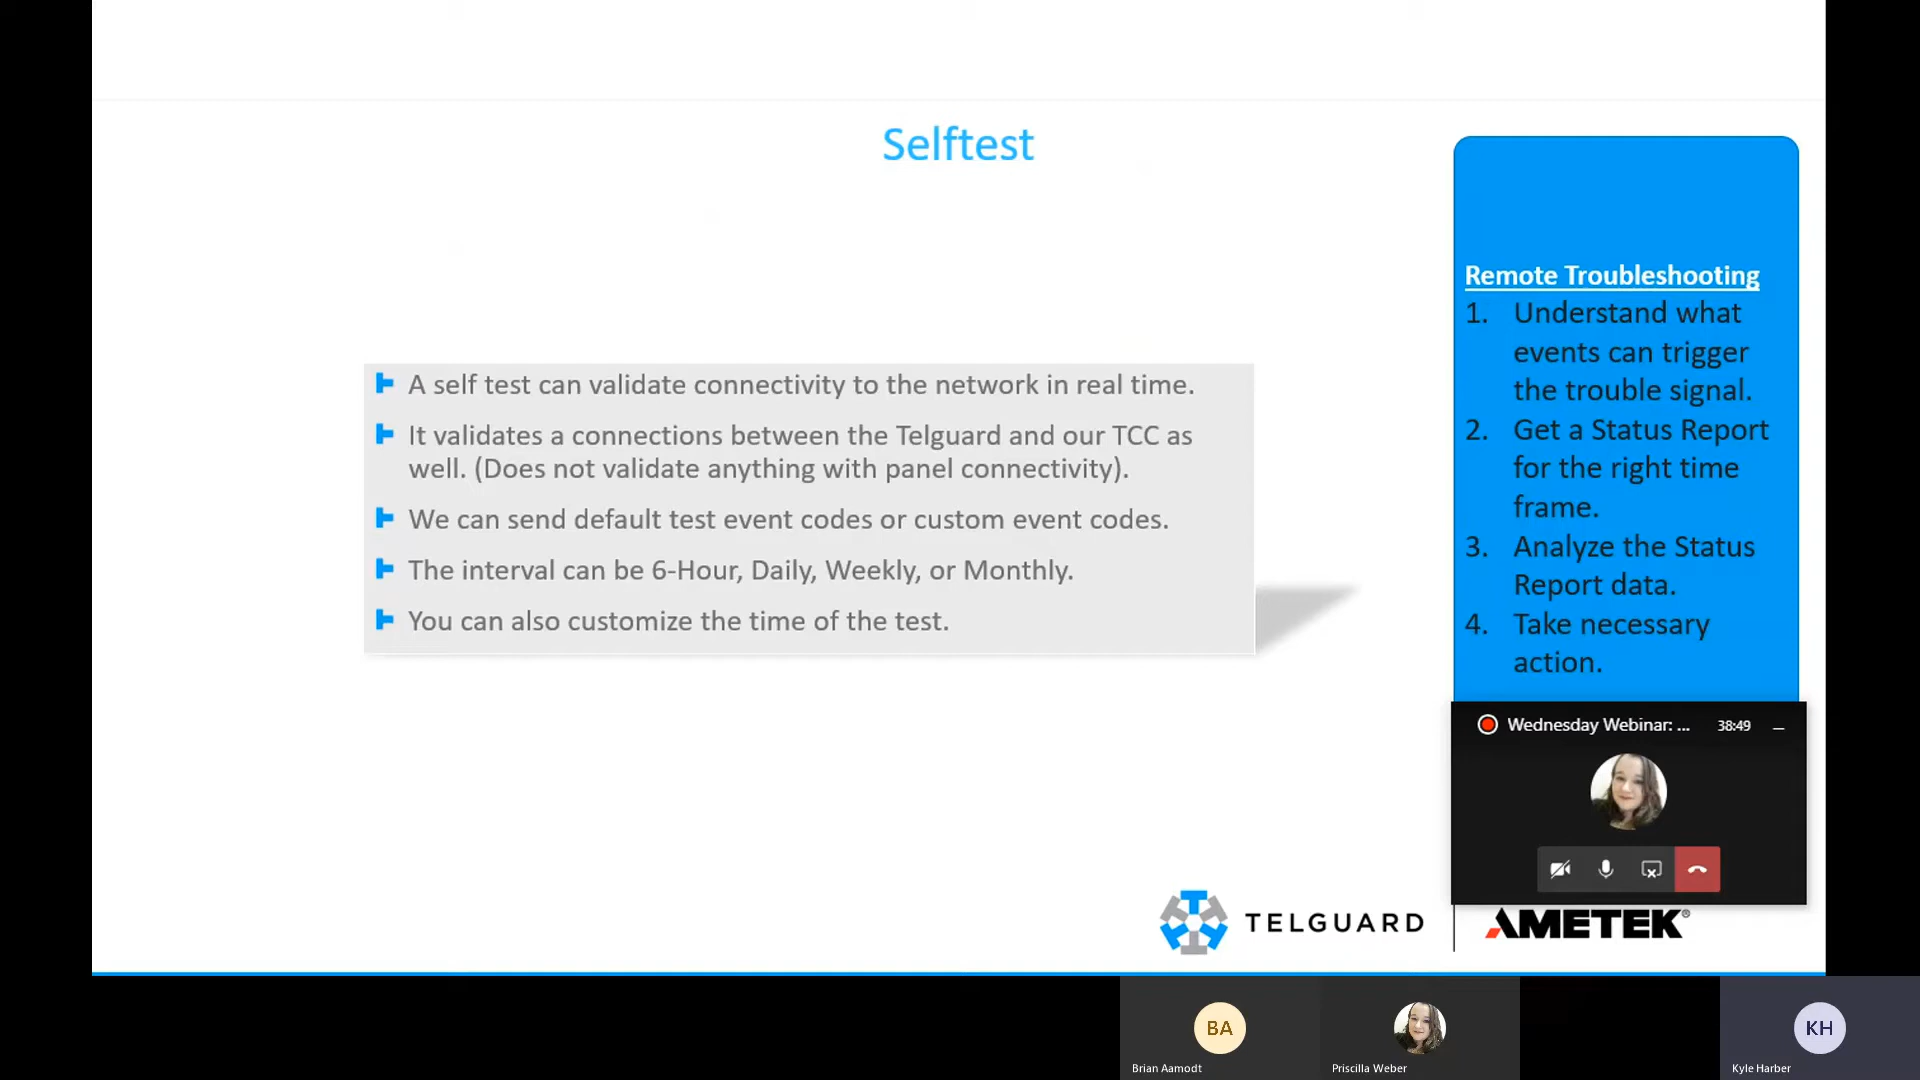 Selftest
A self test can validate connectivity to the network in real time.
It validates a connections between the Telguard and our TCC as
well. (Does not validate anything with panel connectivity).
We can send default test event codes or custom event codes.
The interval can be 6-Hour, Daily, Weekly, or Monthly.
You can also customize the time of the test.
Remote Troubleshooting
1. Understand what
events can trigger
the trouble signal.
2. Get a Status Report
for the right time
frame.
3. Analyze the Status
Report data.
4. Take necessary
action.
Wednesday Webinar: ... 38:49
TELGUARD
AMETEK®
BA
Brian Aamodt
Priscilla Weber
KH
Kyle Harber